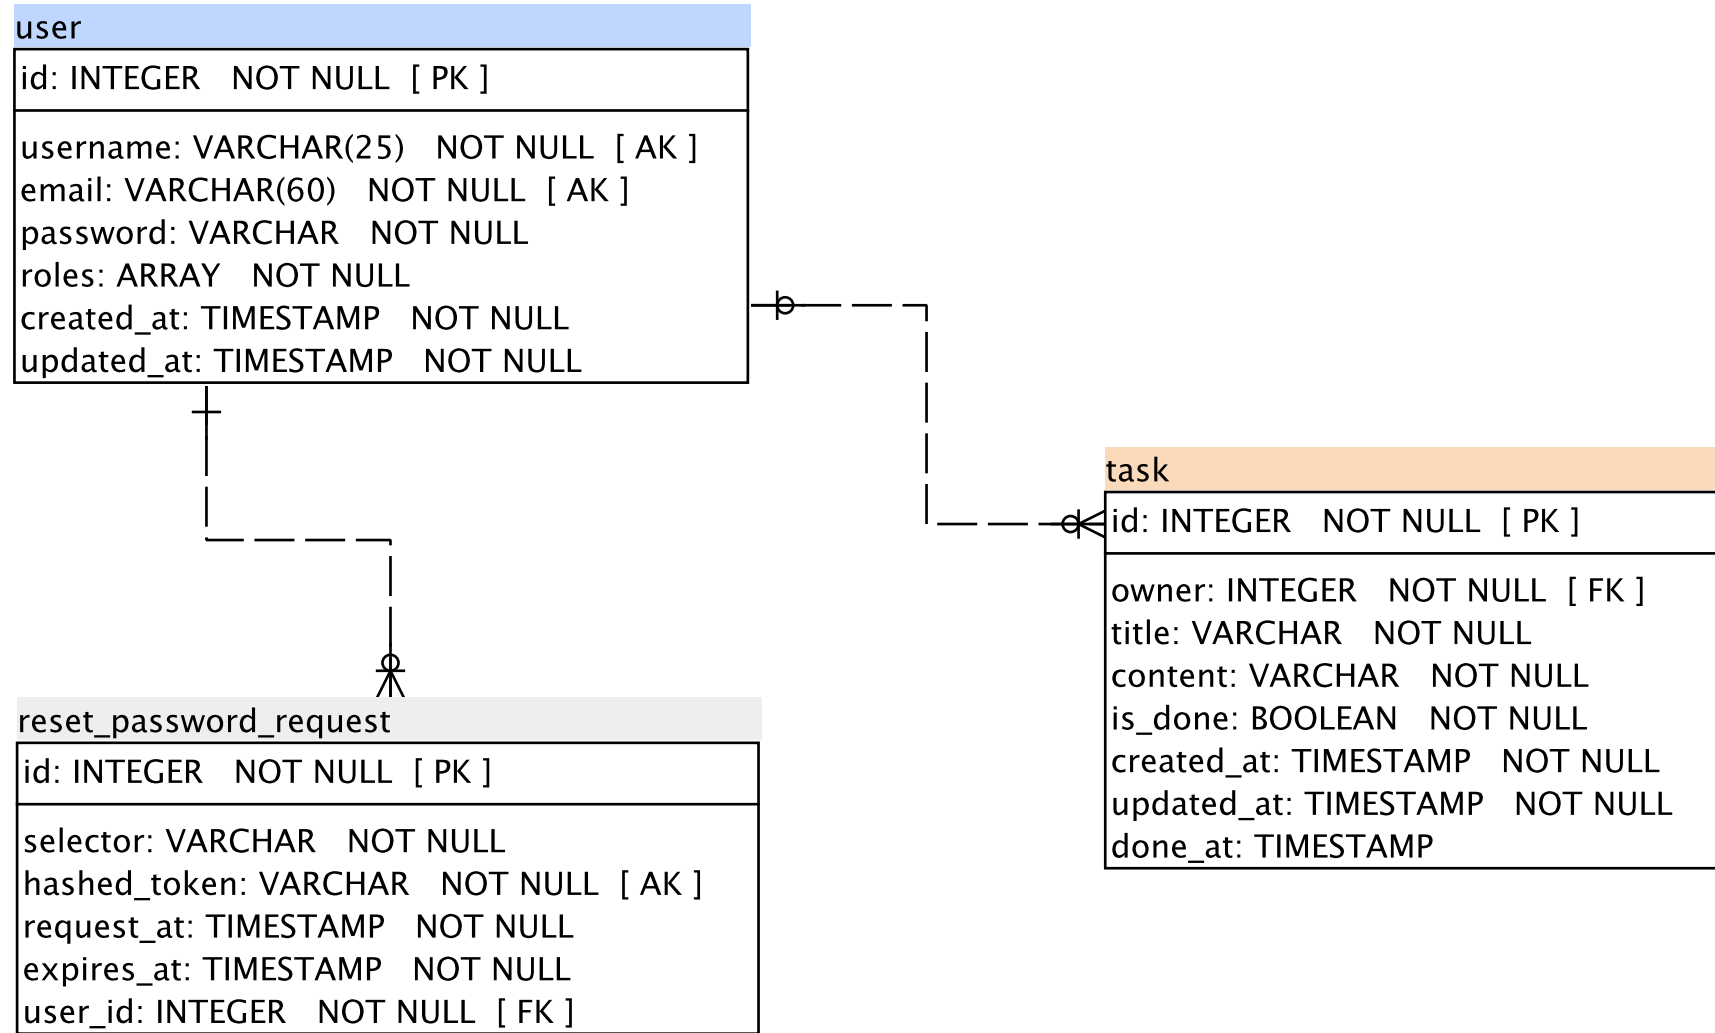 user
id: INTEGER NOT NULL [ PK ]
username: VARCHAR(25) NOT NULL [ AK ]
email: VARCHAR(60) NOT NULL [ AK ]
password: VARCHAR NOT NULL
roles: ARRAY NOT NULL
created_at: TIMESTAMP NOT NULL
updated_at: TIMESTAMP NOT NULL
task
id: INTEGER NOT NULL [ PK ]
owner: INTEGER NOT NULL [ FK ]
title: VARCHAR NOT NULL
content: VARCHAR NOT NULL
is_done: BOOLEAN NOT NULL
created_at: TIMESTAMP NOT NULL
updated_at: TIMESTAMP NOT NULL
done_at: TIMESTAMP
reset_password_request
id: INTEGER NOT NULL [ PK ]
selector: VARCHAR NOT NULL
hashed_token: VARCHAR NOT NULL [ AK ]
request_at: TIMESTAMP NOT NULL
expires_at: TIMESTAMP NOT NULL
user_id: INTEGER NOT NULL [ FK ]